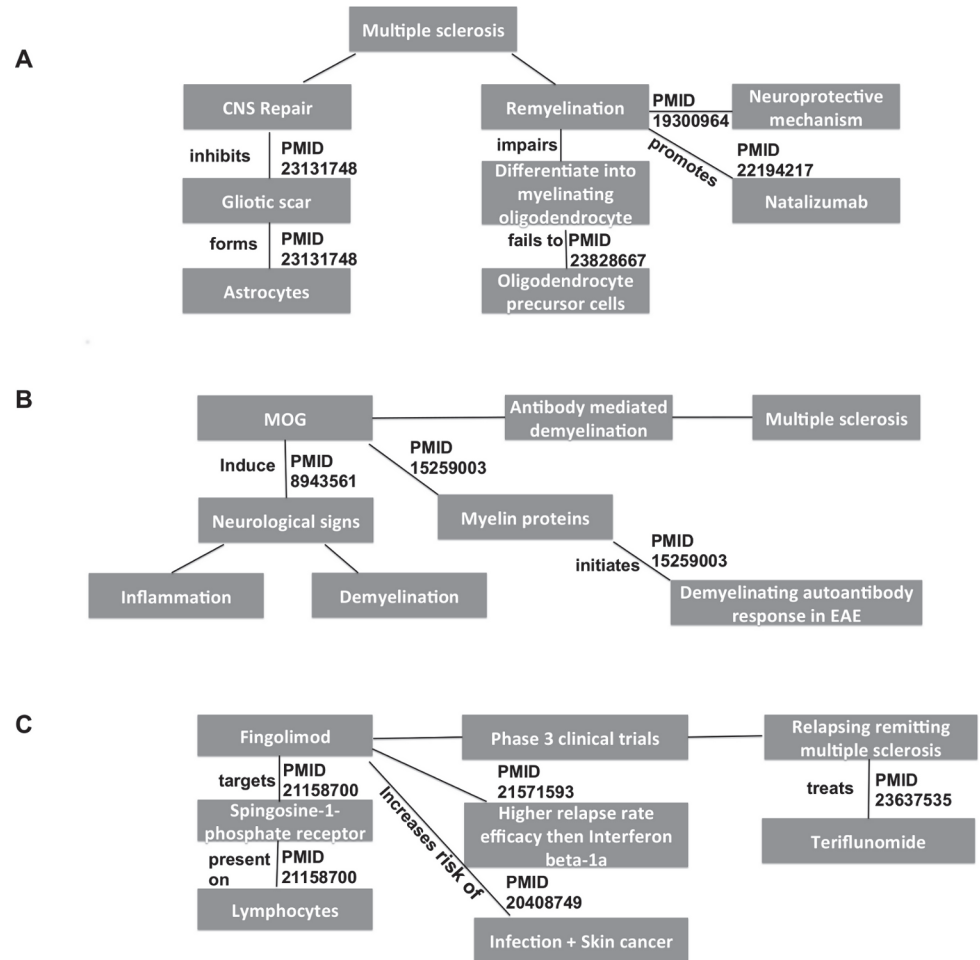 A
Multiple sclerosis
CNS Repair
inhibits
PMID
23131748
Gliotic scar
forms
PMID
23131748
Astrocytes
Remyelination
impairs
Differentiate into
myelinating
oligodendrocyte
fails to
PMID
23828667
Oligodendrocyte
precursor cells
PMID
19300964
Neuroprotective
mechanism
promotes
PMID
22194217
Natalizumab
B
MOG
Antibody mediated
demyelination
Multiple sclerosis
Induce
PMID
8943561
Neurological signs
Inflammation
Demyelination
PMID
15259003
Myelin proteins
initiates
PMID
15259003
Demyelinating autoantibody
response in EAE
C
Fingolimod
Phase 3 clinical trials
Relapsing remitting
multiple sclerosis
targets
PMID
21158700
Spingosine-1-
phosphate receptor
present
on
PMID
21158700
Lymphocytes
PMID
21571593
Higher relapse rate
efficacy then Interferon
beta-1a
Increases risk of
PMID
20408749
Infection + Skin cancer
treats
PMID
23637535
Teriflunomide